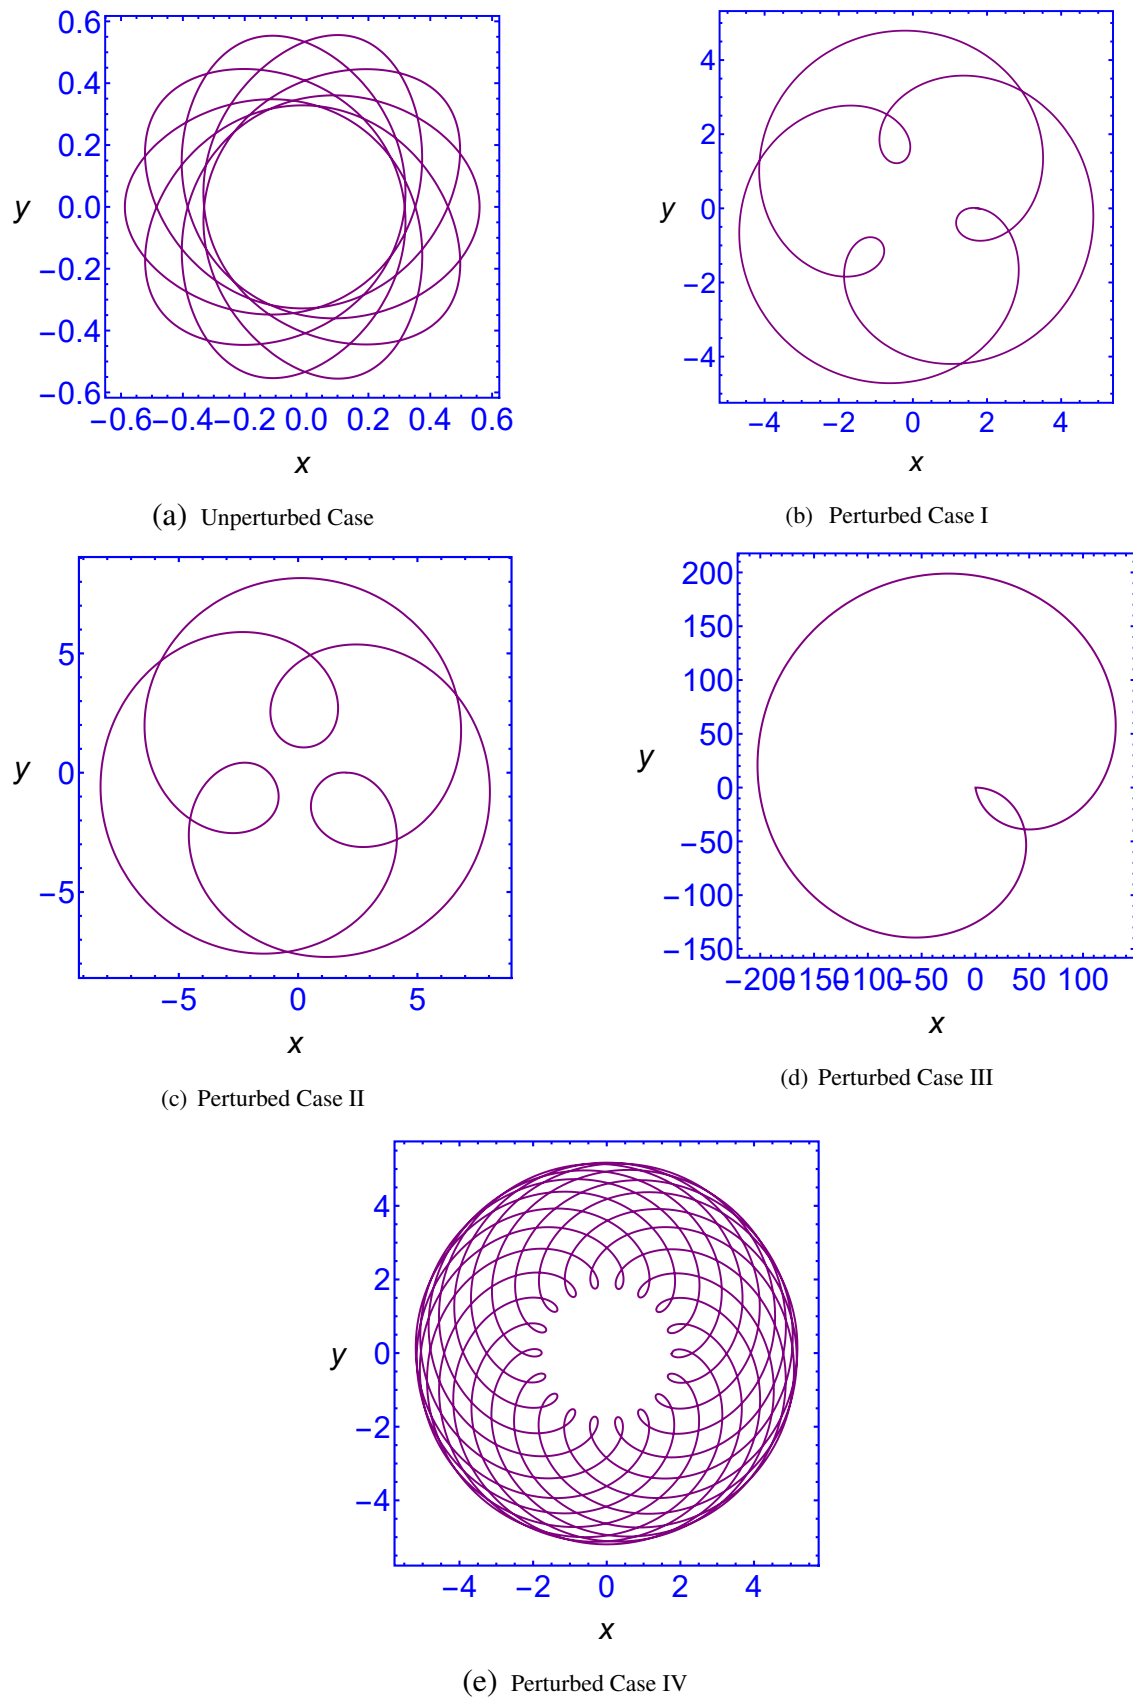 0.6
0.4
0.2
y 0.0
−0.2
−0.4
−0.6
−0.6−0.4−0.2 0.0 0.2 0.4 0.6
x
(a) Unperturbed Case
4
2
y 0
−2
−4
−4 −2 0 2 4
x
(b) Perturbed Case I
5
y 0
−5
−5 0 5
x
(c) Perturbed Case II
200
150
100
50
y 0
−50
−100
−150
−200−150−100−50 0 50 100
x
(d) Perturbed Case III
4
2
y 0
−2
−4
−4 −2 0 2 4
x
(e) Perturbed Case IV